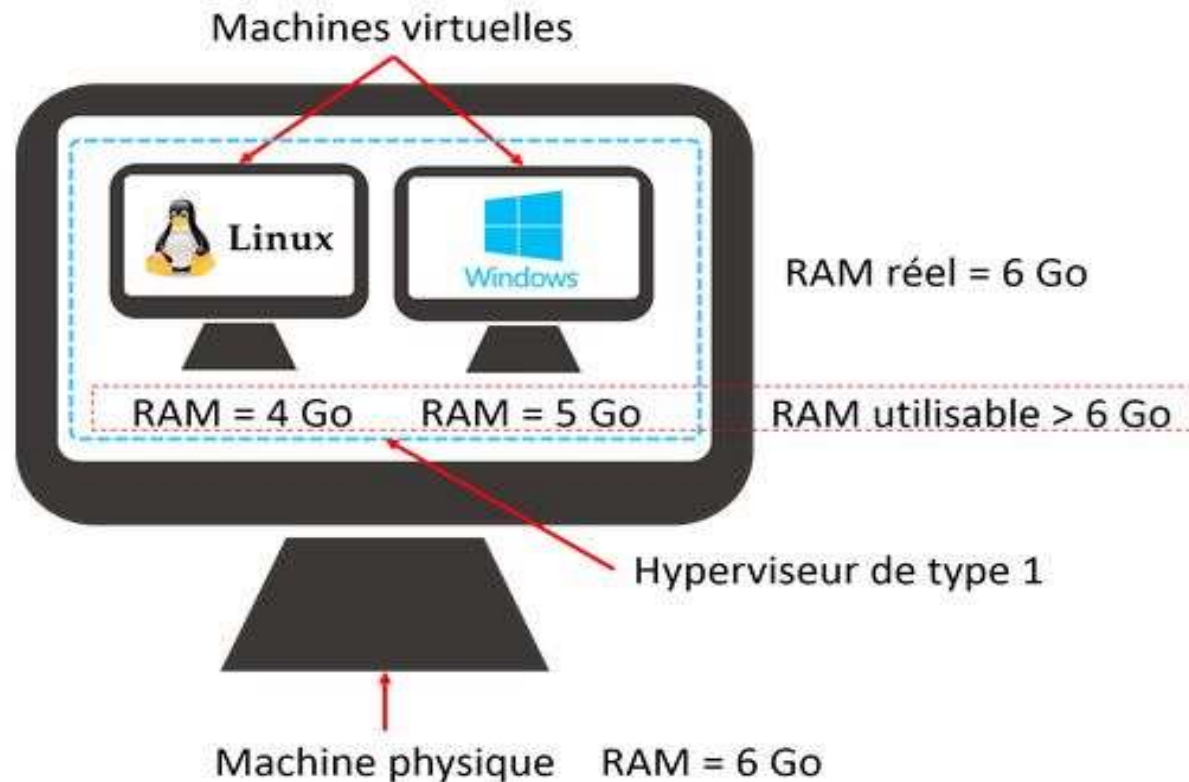 Machines virtuelles
Linux
Windows
RAM réel = 6 Go
RAM = 4 Go
RAM = 5 Go
RAM utilisable > 6 Go
Hyperviseur de type 1
Machine physique
RAM = 6 Go